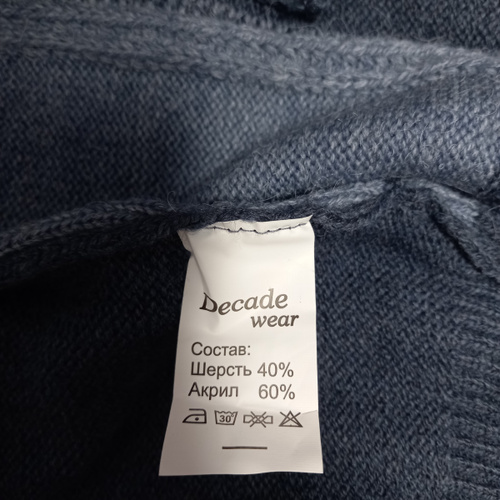 Decade
wear
Состав:
Шерсть 40%
Акрил 60%
30°